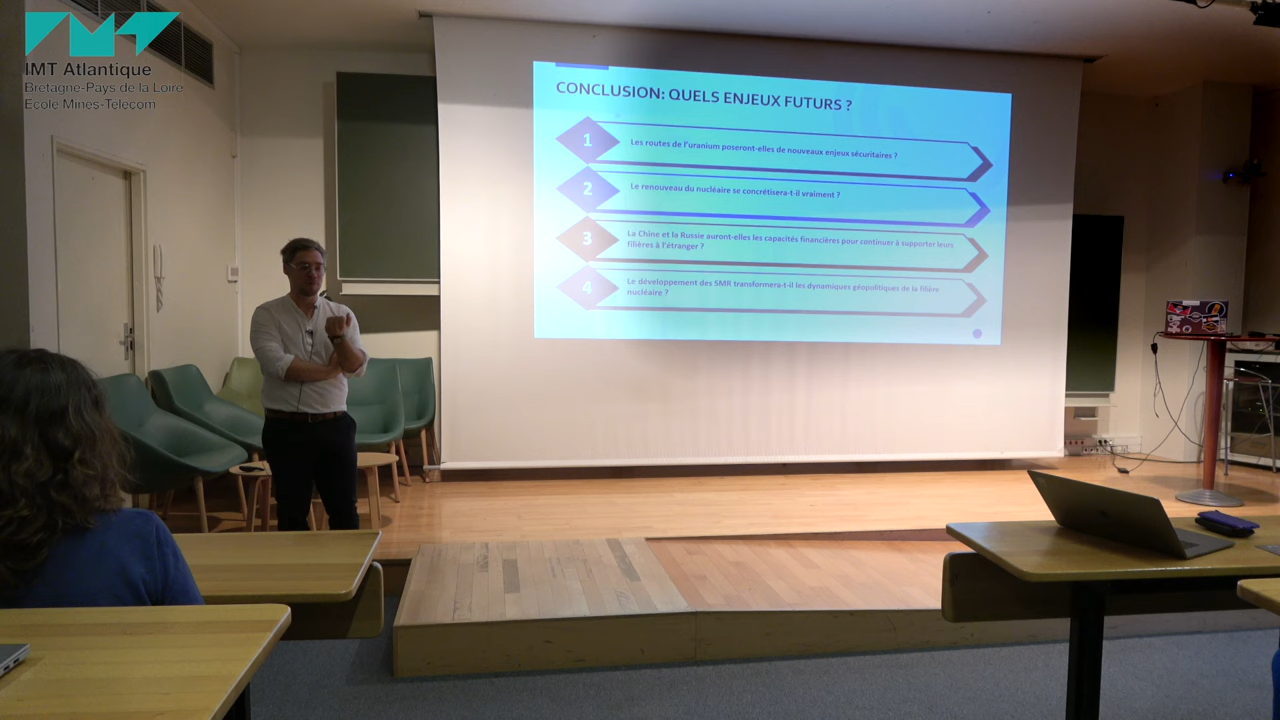 IMT Atlantique
Bretagne-Pays de la Loire
École Mines-Télécom
CONCLUSION: QUELS ENJEUX FUTURS ?
1
Les routes de l'uranium poseront-elles de nouveaux enjeux sécuritaires ?
2
Le renouveau du nucléaire se concrétisera-t-il vraiment ?
3
La Chine et la Russie auront-elles les capacités financières pour continuer à supporter leurs
filières à l'étranger ?
4
Le développement des SMR transformera-t-il les dynamiques géopolitiques de la filière
nucléaire ?